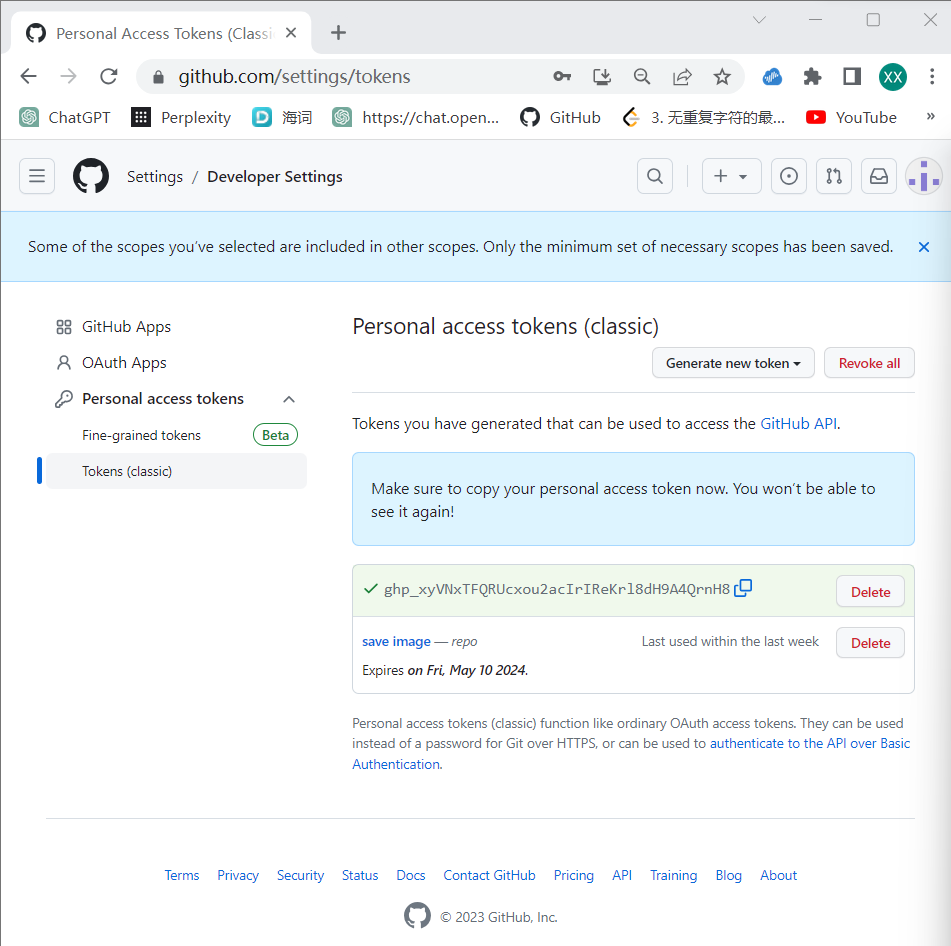 Personal Access Tokens (Classi
github.com/settings/tokens
XX
ChatGPT Perplexity 海词 https://chat.open... GitHub 3. 无重复字符的最... YouTube »
Settings / Developer Settings
Some of the scopes you've selected are included in other scopes. Only the minimum set of necessary scopes has been saved.
GitHub Apps
OAuth Apps
Personal access tokens
Fine-grained tokens Beta
Tokens (classic)
Personal access tokens (classic)
Generate new token Revoke all
Tokens you have generated that can be used to access the GitHub API.
Make sure to copy your personal access token now. You won't be able to
see it again!
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 Delete
save image — repo Last used within the last week Delete
Expires on Fri, May 10 2024.
Personal access tokens (classic) function like ordinary OAuth access tokens. They can be used
instead of a password for Git over HTTPS, or can be used to authenticate to the API over Basic
Authentication.
Terms Privacy Security Status Docs Contact GitHub Pricing API Training Blog About
© 2023 GitHub, Inc.